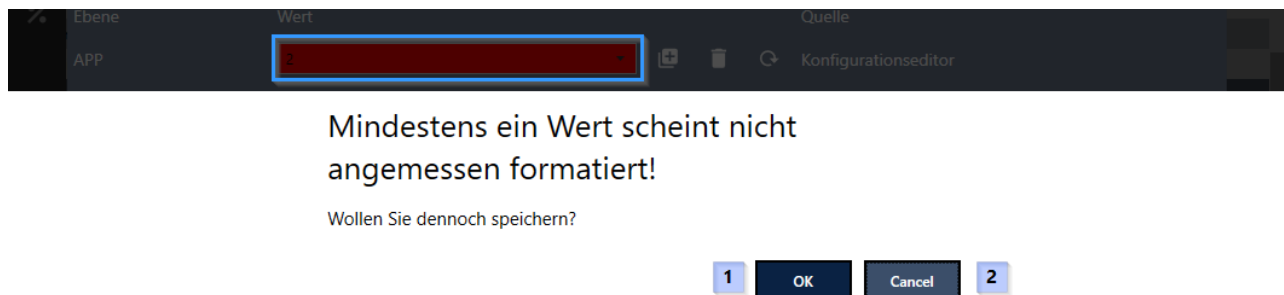 Ebene Wert Quelle
APP 2 Konfigurationseditor
Mindestens ein Wert scheint nicht
angemessen formatiert!
Wollen Sie dennoch speichern?
1 OK Cancel 2